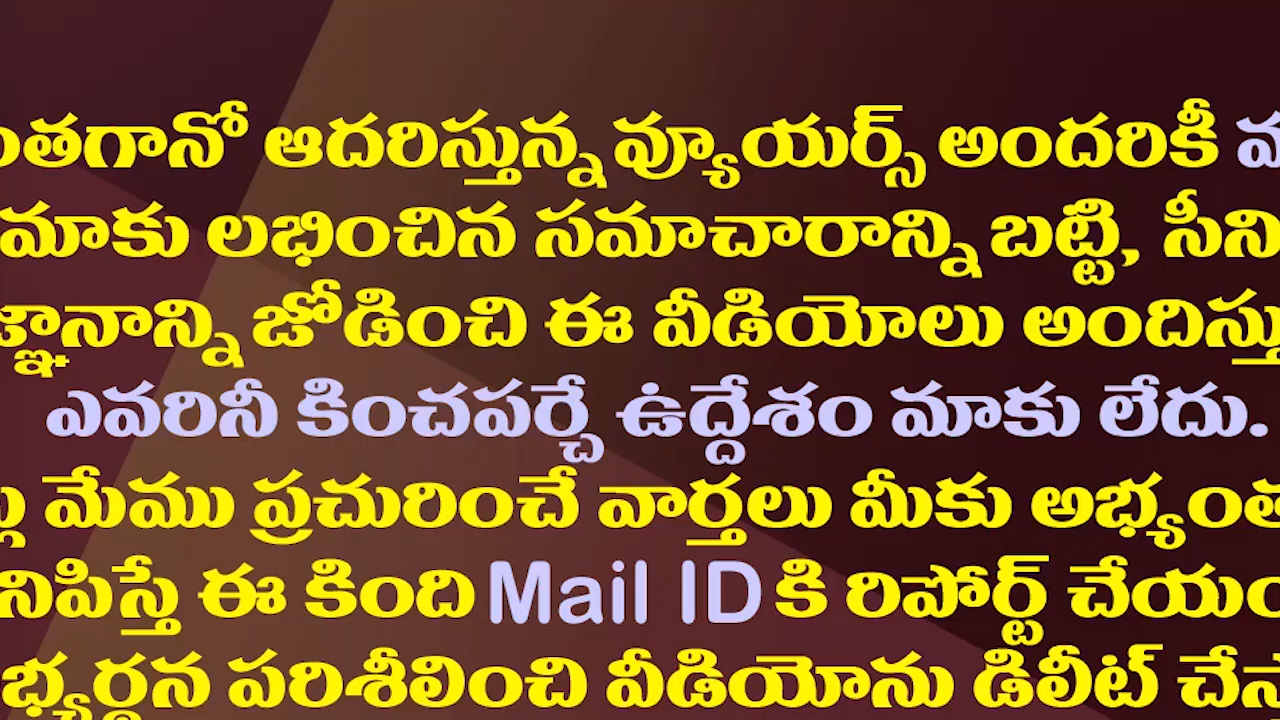 ఆదరిస్తున్న వ్యూయర్స్ అందరికీ
మాకు లభించిన సమాచారాన్ని బట్టి,
జోడించి ఈ వీడియోలు
ఎవరినీ కించపర్చే ఉద్దేశం మాకు లేదు.
మేము ప్రచురించే వార్తలు మీకు
ఈ కింది Mail ID కి రిపోర్ట్
పరిశీలించి వీడియోను డిలీట్